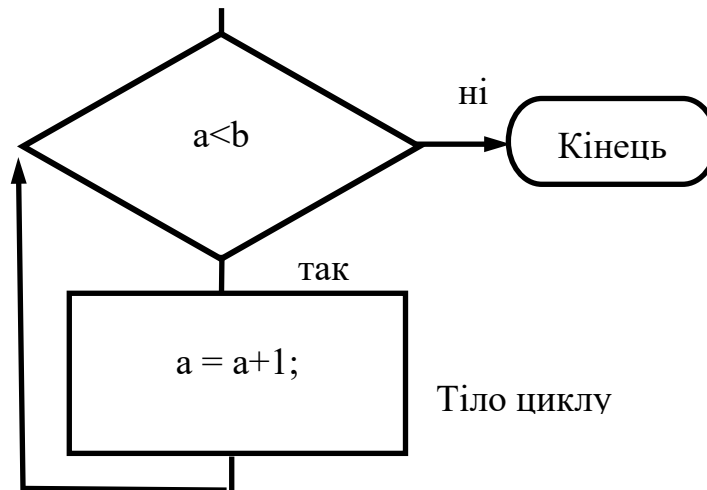 a<b
ні
Кінець
так
a = a+1;
Тіло циклу